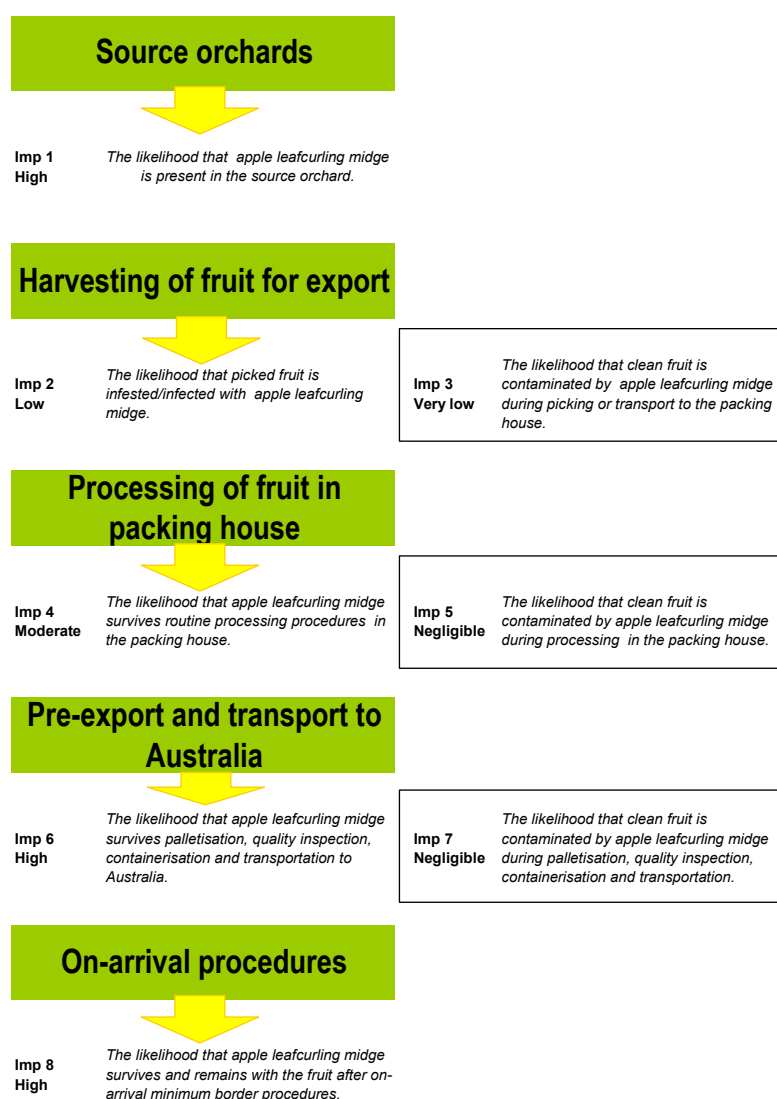 Source orchards
Imp 1
High
The likelihood that apple leafcurling midge
is present in the source orchard.
Harvesting of fruit for export
Imp 2
Low
The likelihood that picked fruit is
infested/infected with apple leafcurling
midge.
Imp 3
Very low
The likelihood that clean fruit is
contaminated by apple leafcurling midge
during picking or transport to the packing
house.
Processing of fruit in
packing house
Imp 4
Moderate
The likelihood that apple leafcurling midge
survives routine processing procedures in
the packing house.
Imp 5
Negligible
The likelihood that clean fruit is
contaminated by apple leafcurling midge
during processing in the packing house.
Pre-export and transport to
Australia
Imp 6
High
The likelihood that apple leafcurling midge
survives palletisation, quality inspection,
containerisation and transportation to
Australia.
Imp 7
Negligible
The likelihood that clean fruit is
contaminated by apple leafcurling midge
during palletisation, quality inspection,
containerisation and transportation.
On-arrival procedures
Imp 8
High
The likelihood that apple leafcurling midge
survives and remains with the fruit after on-
arrival minimum border procedures.